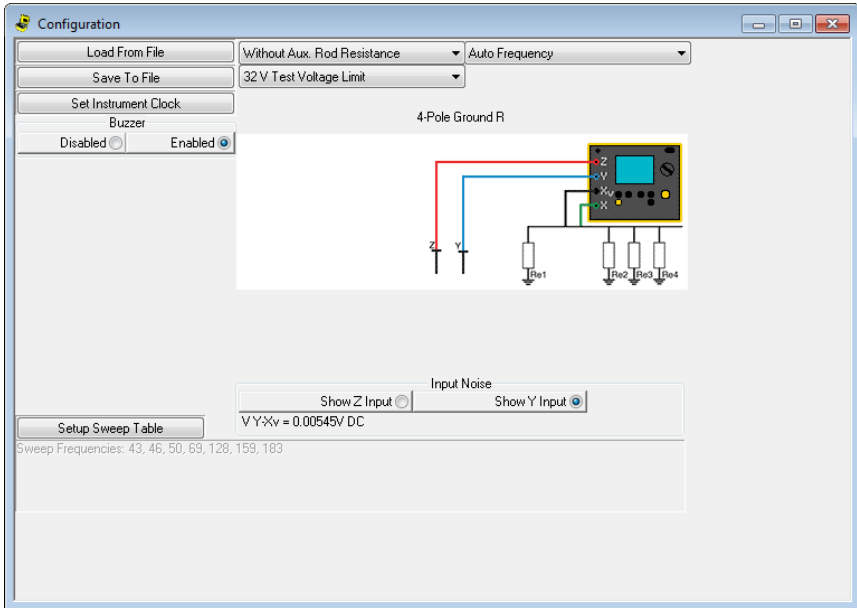 Configuration
Load From File
Without Aux. Rod Resistance
Auto Frequency
Save To File
32 V Test Voltage Limit
Set Instrument Clock
Buzzer
4-Pole Ground R
Disabled
Enabled
Z
Y
Xv
X
Z
Y
Re1
Re2
Re3
Re4
Input Noise
Show Z Input
Show Y Input
V Y-Xv = 0.00545V DC
Setup Sweep Table
Sweep Frequencies: 43, 46, 50, 69, 128, 159, 183